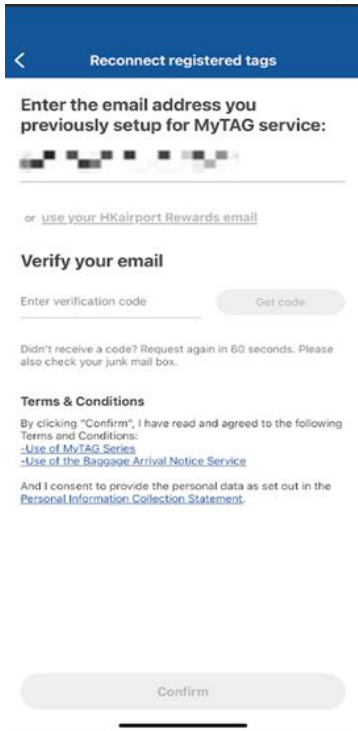 Reconnect registered tags
Enter the email address you
previously setup for MyTAG service:
or use your HKairport Rewards email
Verify your email
Enter verification code
Get code
Didn't receive a code? Request again in 60 seconds. Please
also check your junk mail box.
Terms & Conditions
By clicking "Confirm", I have read and agreed to the following
Terms and Conditions:
-Use of MyTAG Series
-Use of the Baggage Arrival Notice Service
And I consent to provide the personal data as set out in the
Personal Information Collection Statement.
Confirm